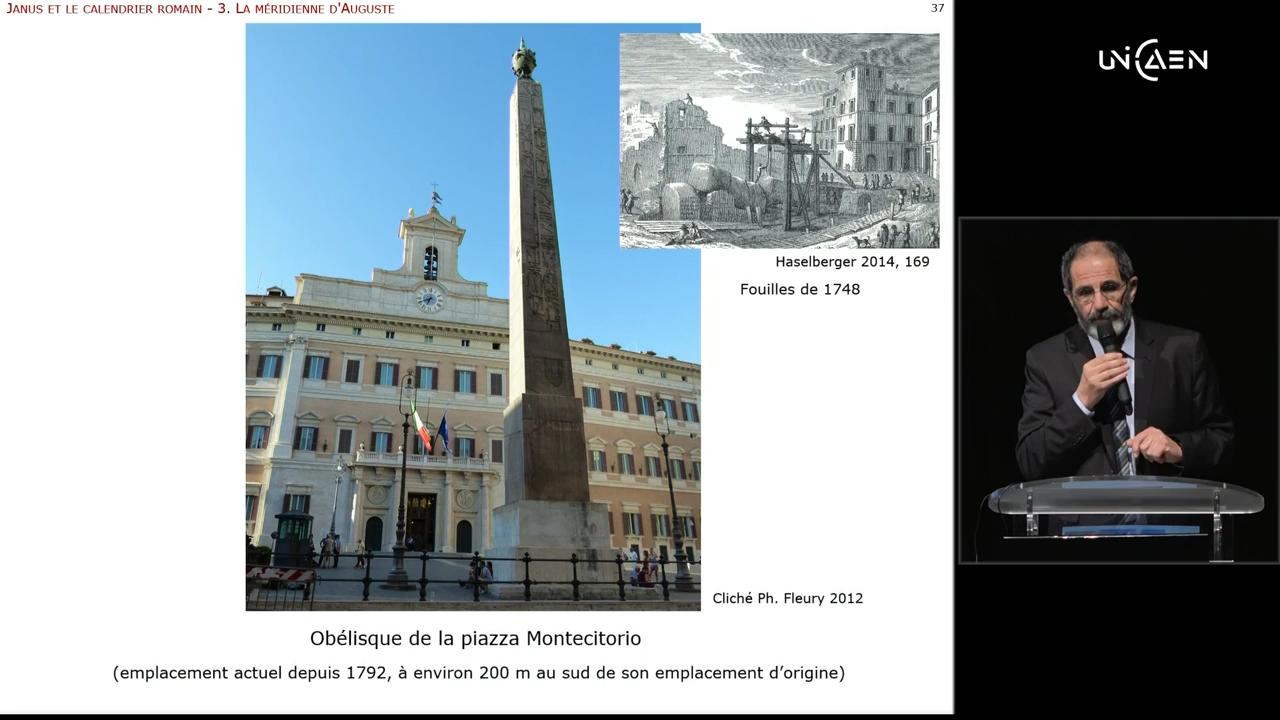 Janus et le calendrier romain - 3. La méridienne d'Auguste
37
UNICAEN
Haselberger 2014, 169
Fouilles de 1748
Cliché Ph. Fleury 2012
Obélisque de la piazza Montecitorio
(emplacement actuel depuis 1792, à environ 200 m au sud de son emplacement d’origine)